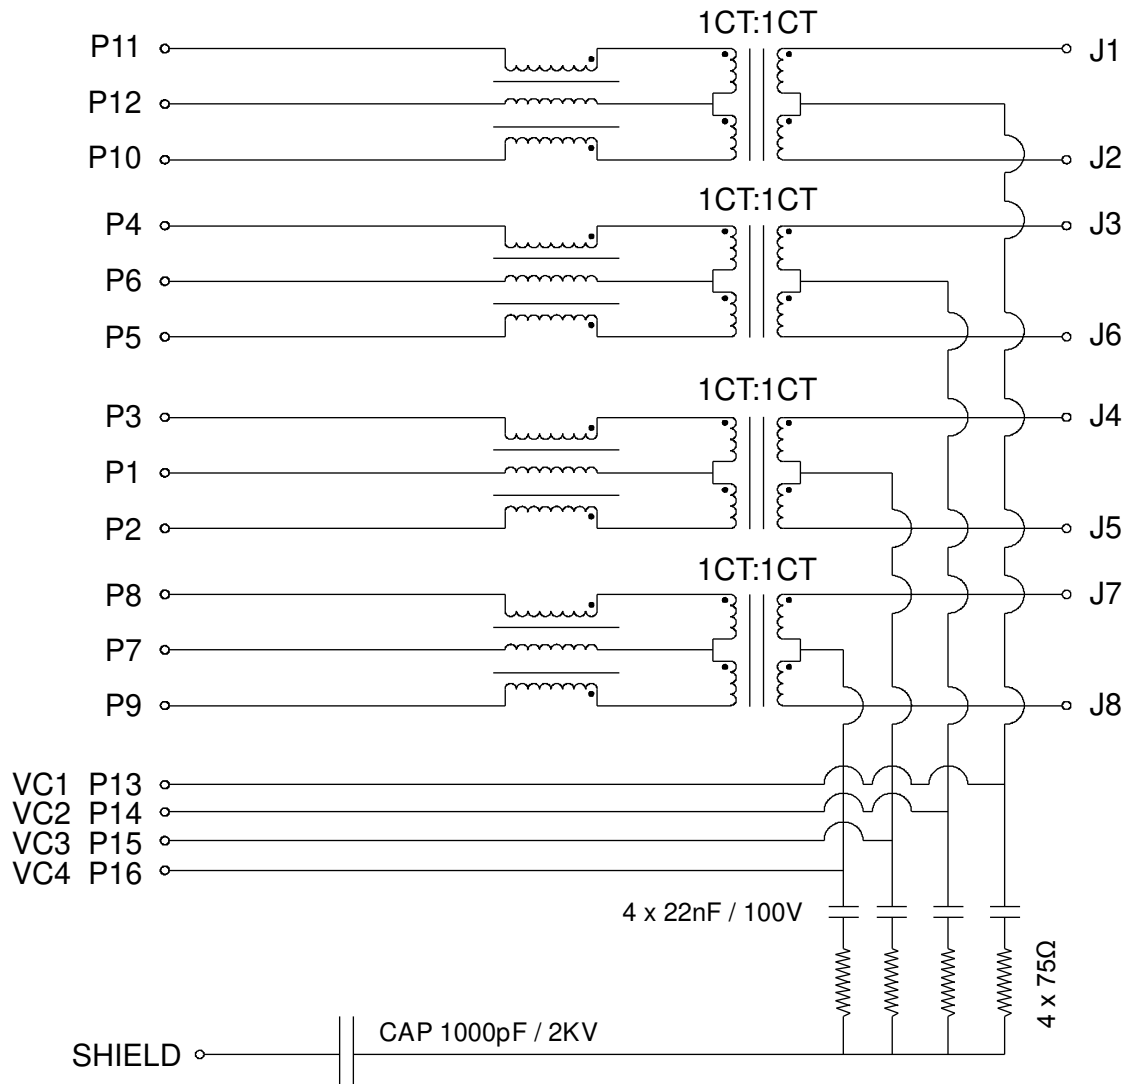 1CT:1CT
P11
J1
P12
P10
J2
1CT:1CT
P4
J3
P6
P5
J6
1CT:1CT
P3
J4
P1
P2
J5
1CT:1CT
P8
J7
P7
P9
J8
VC1 P13
VC2 P14
VC3 P15
VC4 P16
4 x 22nF / 100V
4 x 75Ω
CAP 1000pF / 2KV
SHIELD